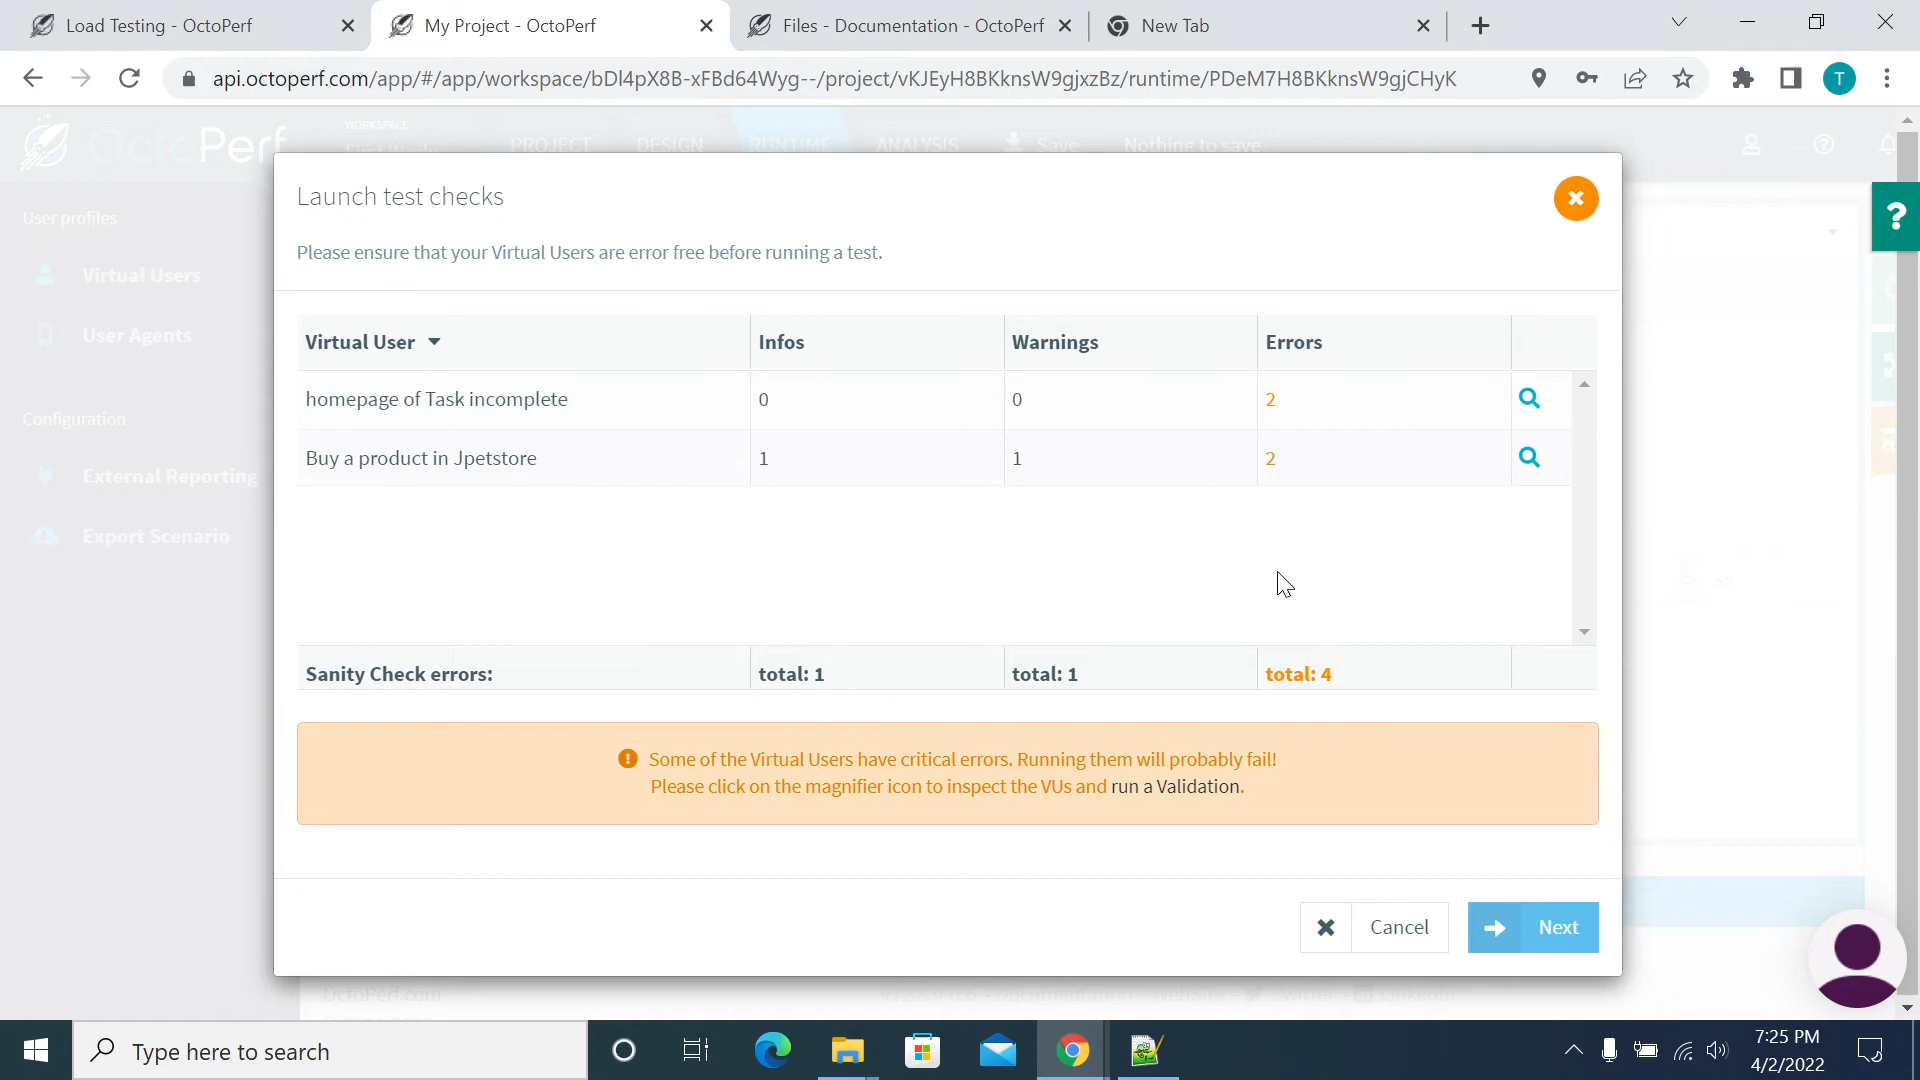 Load Testing - OctoPerf
My Project - OctoPerf
Files - Documentation - OctoPerf
New Tab
api.octoperf.com/app/#/app/workspace/bDl4pX8B-xFBd64Wyg--/project/vKJEyH8BKknsW9gjxzBz/runtime/PDeM7H8BKknsW9gjCHyK
T
OctoPerf
WORKSPACE
PROJECT
DESIGN
RUNTIME
ANALYSIS
Save
Nothing to save
User profiles
Virtual Users
User Agents
Configuration
External Reporting
Export Scenario
?
Launch test checks
Please ensure that your Virtual Users are error free before running a test.
Virtual User Infos Warnings Errors
homepage of Task incomplete 0 0 2
Buy a product in Jpetstore 1 1 2
Sanity Check errors: total: 1 total: 1 total: 4
Some of the Virtual Users have critical errors. Running them will probably fail!
Please click on the magnifier icon to inspect the VUs and run a Validation.
Cancel
Next
OctoPerf.com
Type here to search
7:25 PM
4/2/2022